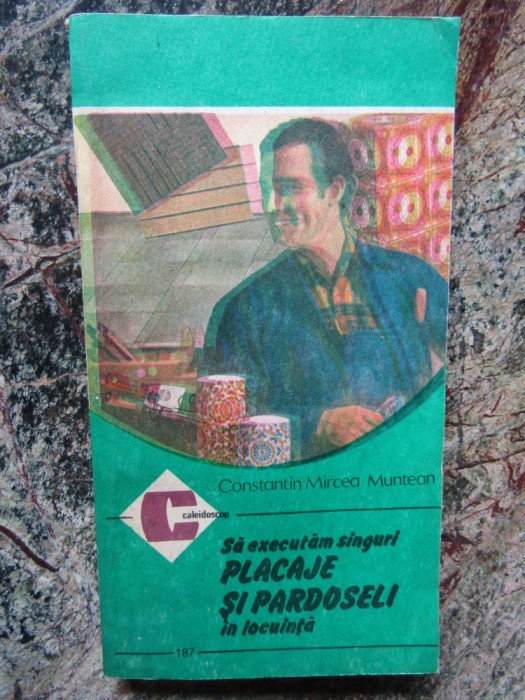 Constantin Mircea Muntean
C
caleidoscop
Să executăm singuri
PLACAJE
ŞI PARDOSELI
în locuinţă
187